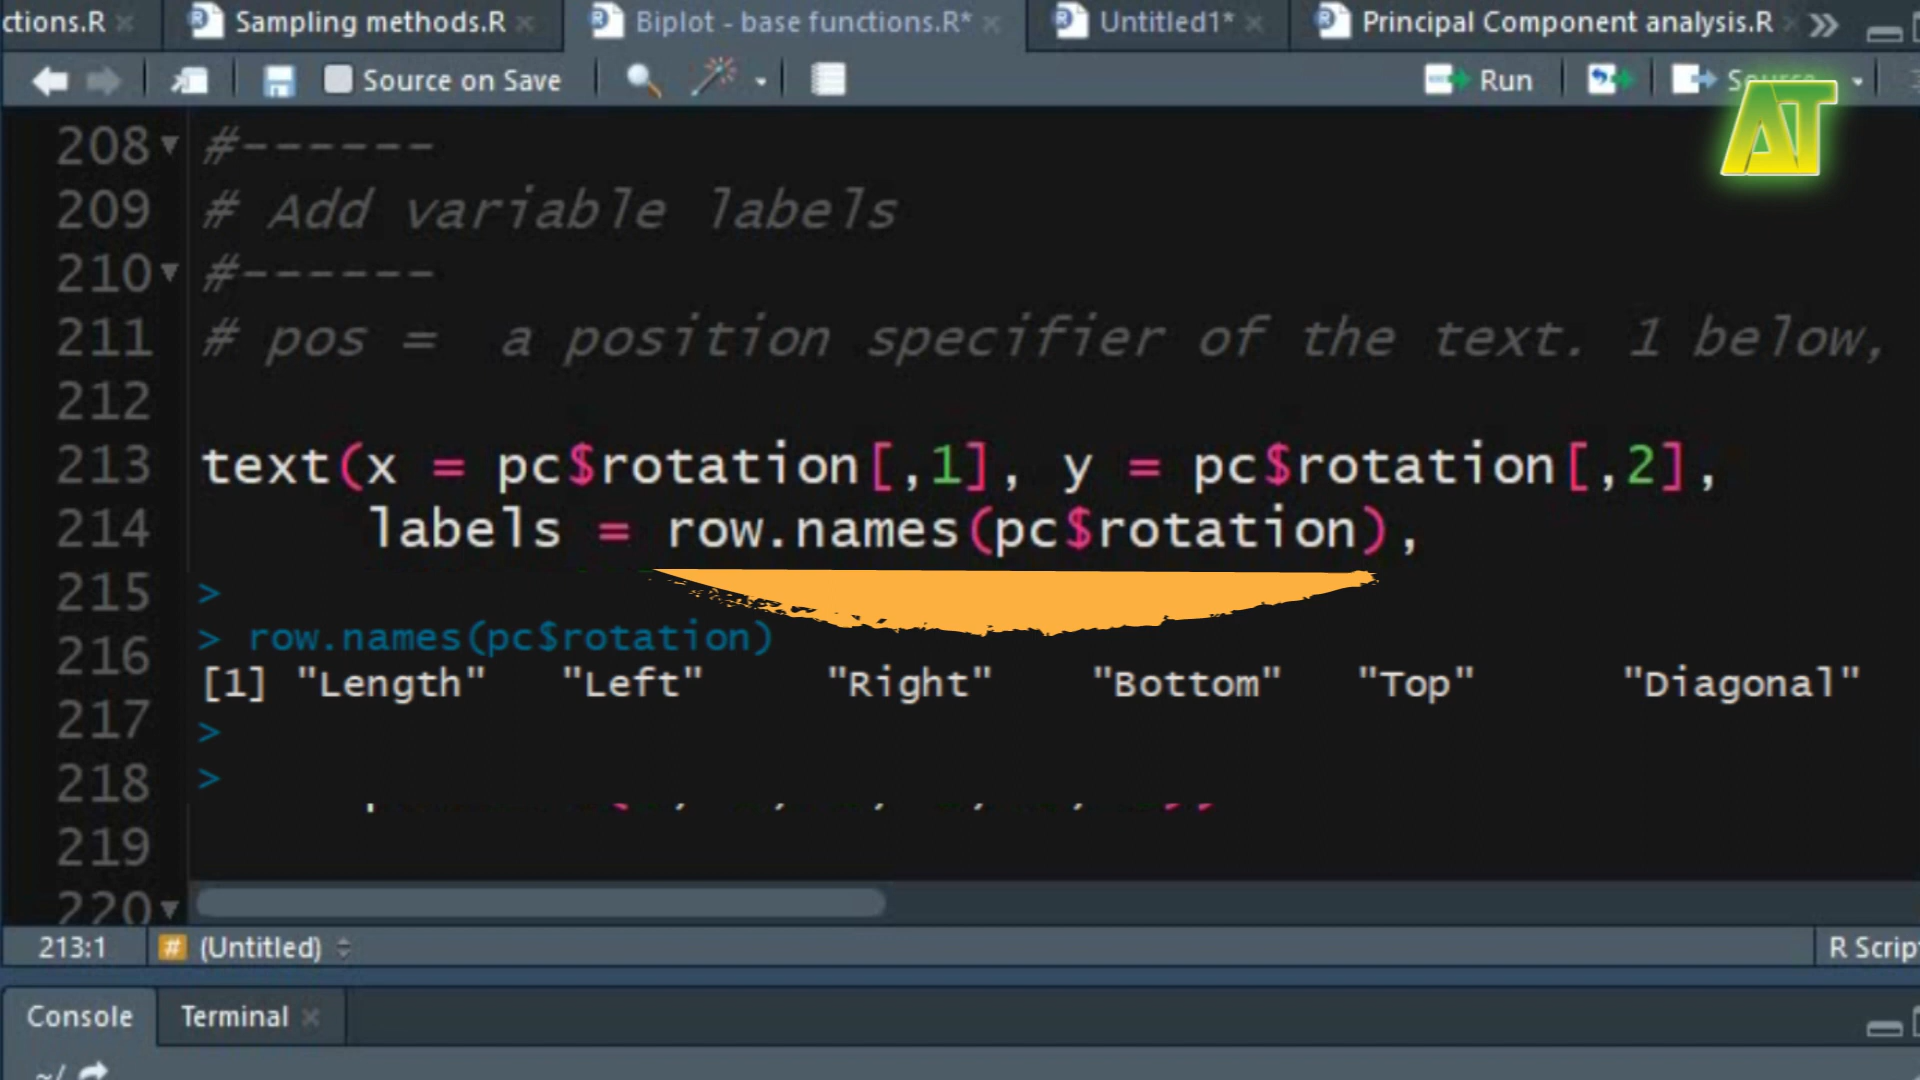 ctions.R Sampling methods.R Biplot - base functions.R* Untitled1* Principal Component analysis.R
Source on Save Run
AT
208 #------
209 # Add variable labels
210 #------
211 # pos = a position specifier of the text. 1 below,
212
213 text(x = pc$rotation[,1], y = pc$rotation[,2],
214 labels = row.names(pc$rotation),
215 >
216 > row.names(pc$rotation)
[1] "Length" "Left" "Right" "Bottom" "Top" "Diagonal"
217 >
218 >
219
220
213:1 # (Untitled) R Script
Console Terminal
~/